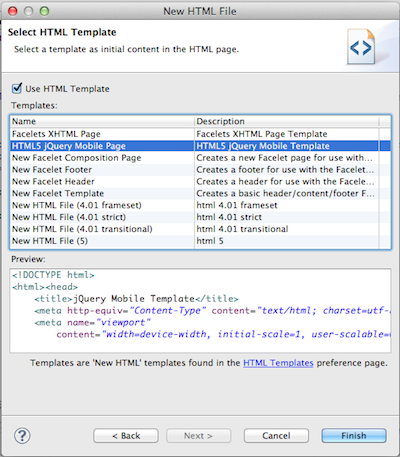 New HTML File
Select HTML Template
Select a template as initial content in the HTML page.
Use HTML Template
Templates:
Name Description
Facelets XHTML Page Facelets XHTML Page Template
HTML5 jQuery Mobile Page HTML5 jQuery Mobile Template
New Facelet Composition Page Creates a new Facelet page for use with...
New Facelet Footer Creates a footer for use with the Facelet...
New Facelet Header Creates a header for use with the Facele...
New Facelet Template Creates a basic header/content/footer F...
New HTML File (4.01 frameset) html 4.01 frameset
New HTML File (4.01 strict) html 4.01 strict
New HTML File (4.01 transitional) html 4.01 transitional
New HTML File (5) html 5
Preview:
<!DOCTYPE html>
<html><head>
<title>jQuery Mobile Template</title>
<meta http-equiv="Content-Type" content="text/html; charset=utf-
<meta name="viewport"
content="width=device-width, initial-scale=1, user-scalable=
Templates are 'New HTML' templates found in the HTML Templates preference page.
?
< Back
Next >
Cancel
Finish